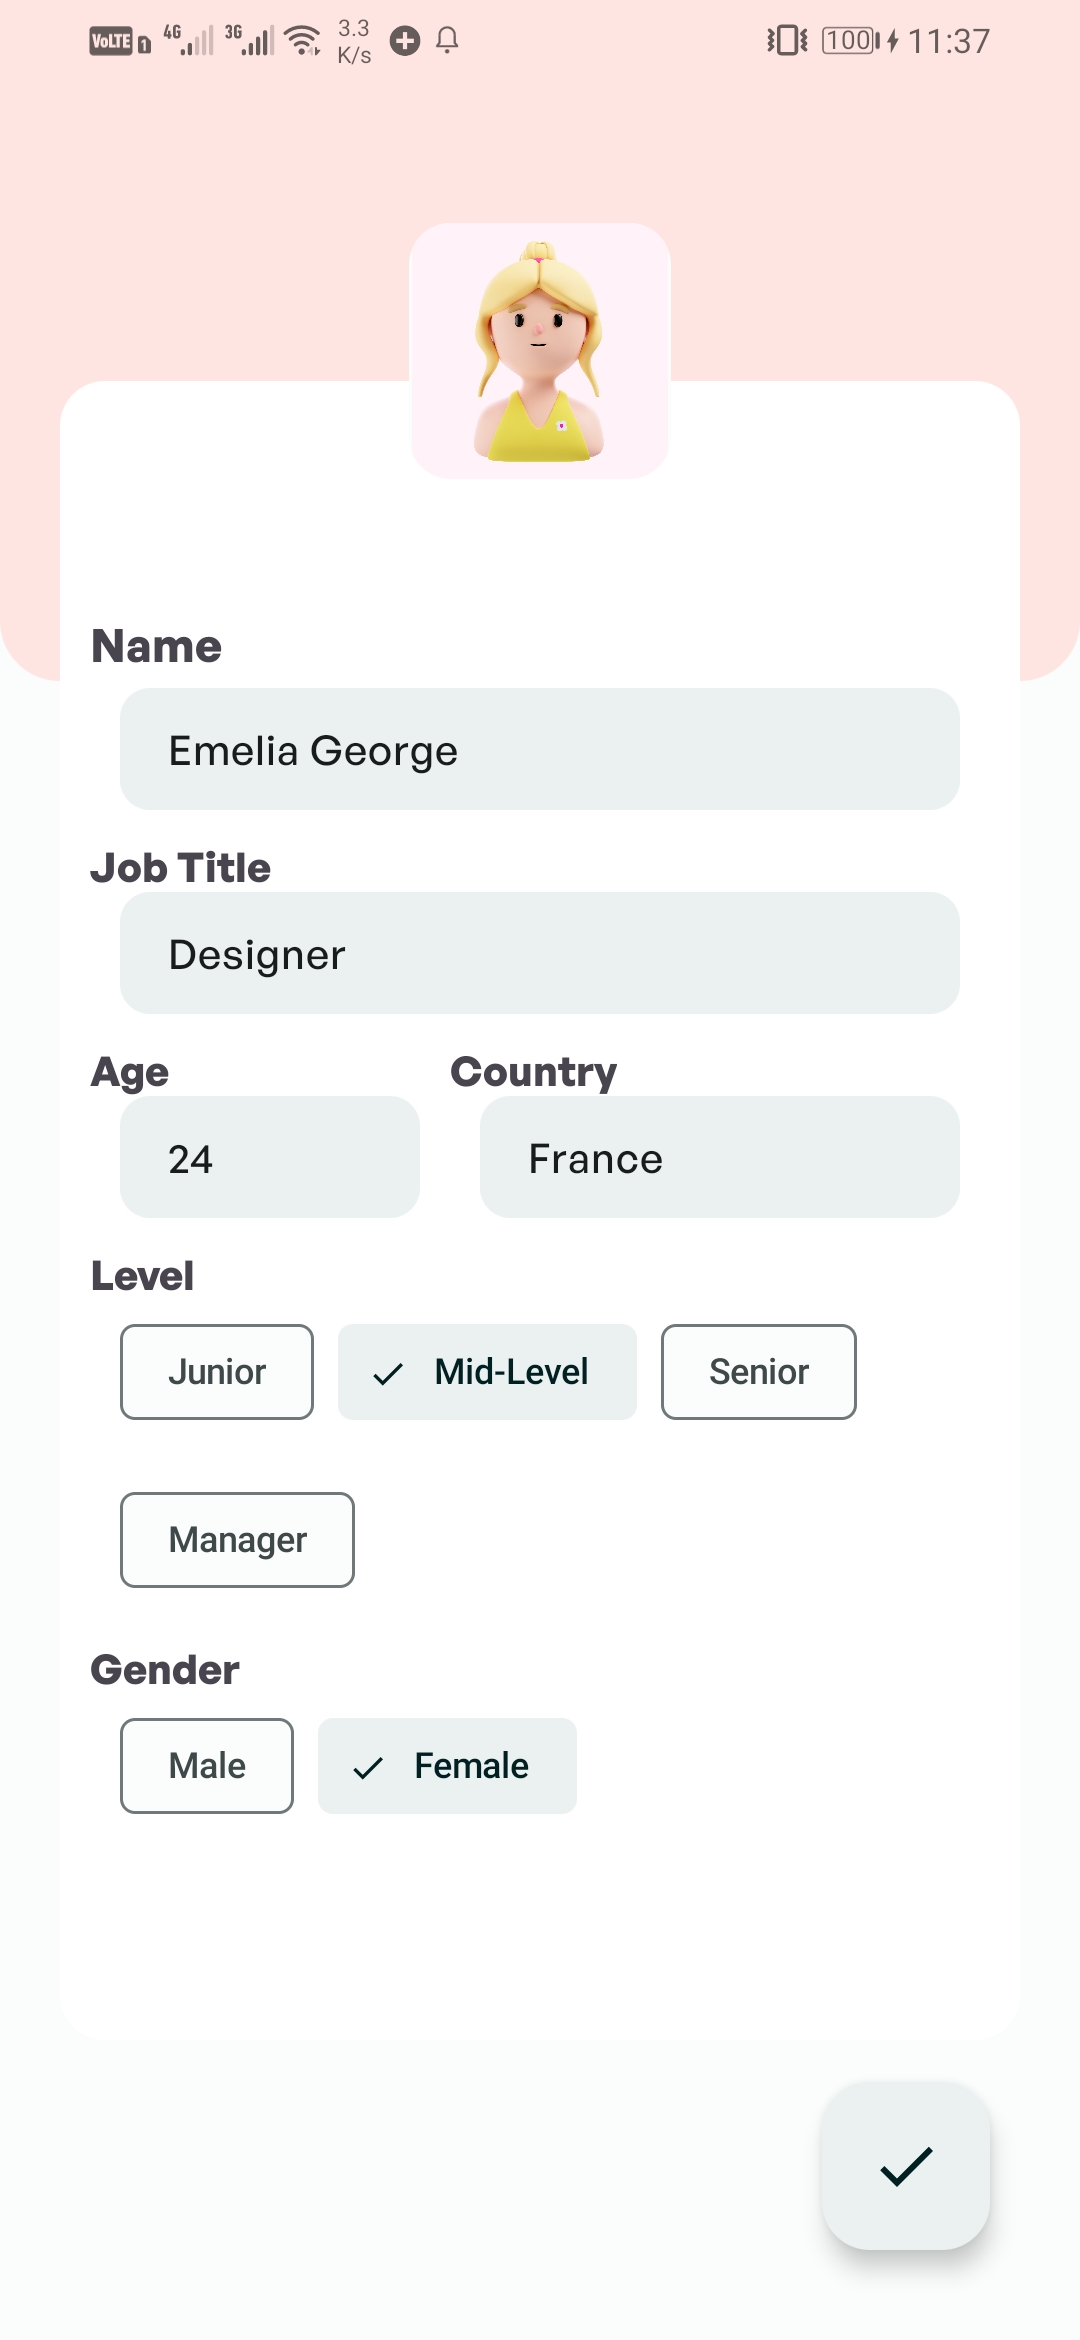 VoLTE 1 4G 3G 3.3 K/s 100 11:37
Name
Emelia George
Job Title
Designer
Age Country
24 France
Level
Junior Mid-Level Senior
Manager
Gender
Male Female